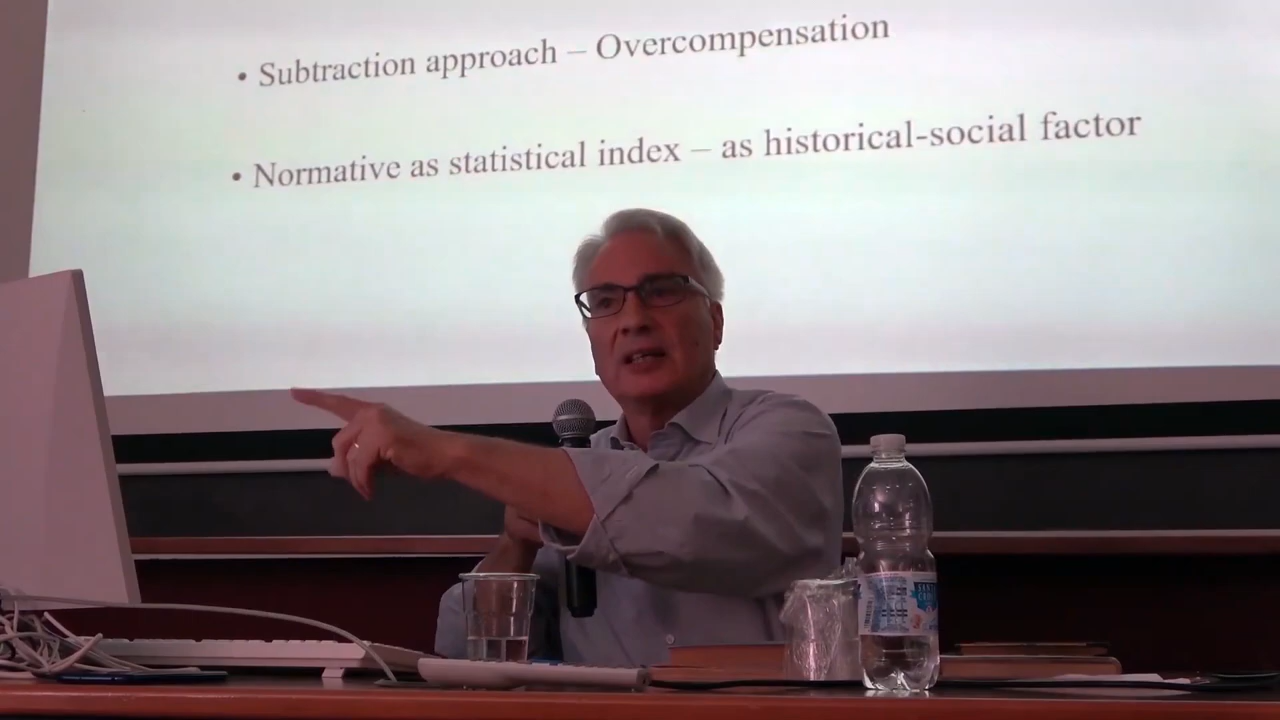 • Subtraction approach – Overcompensation
• Normative as statistical index – as historical-social factor